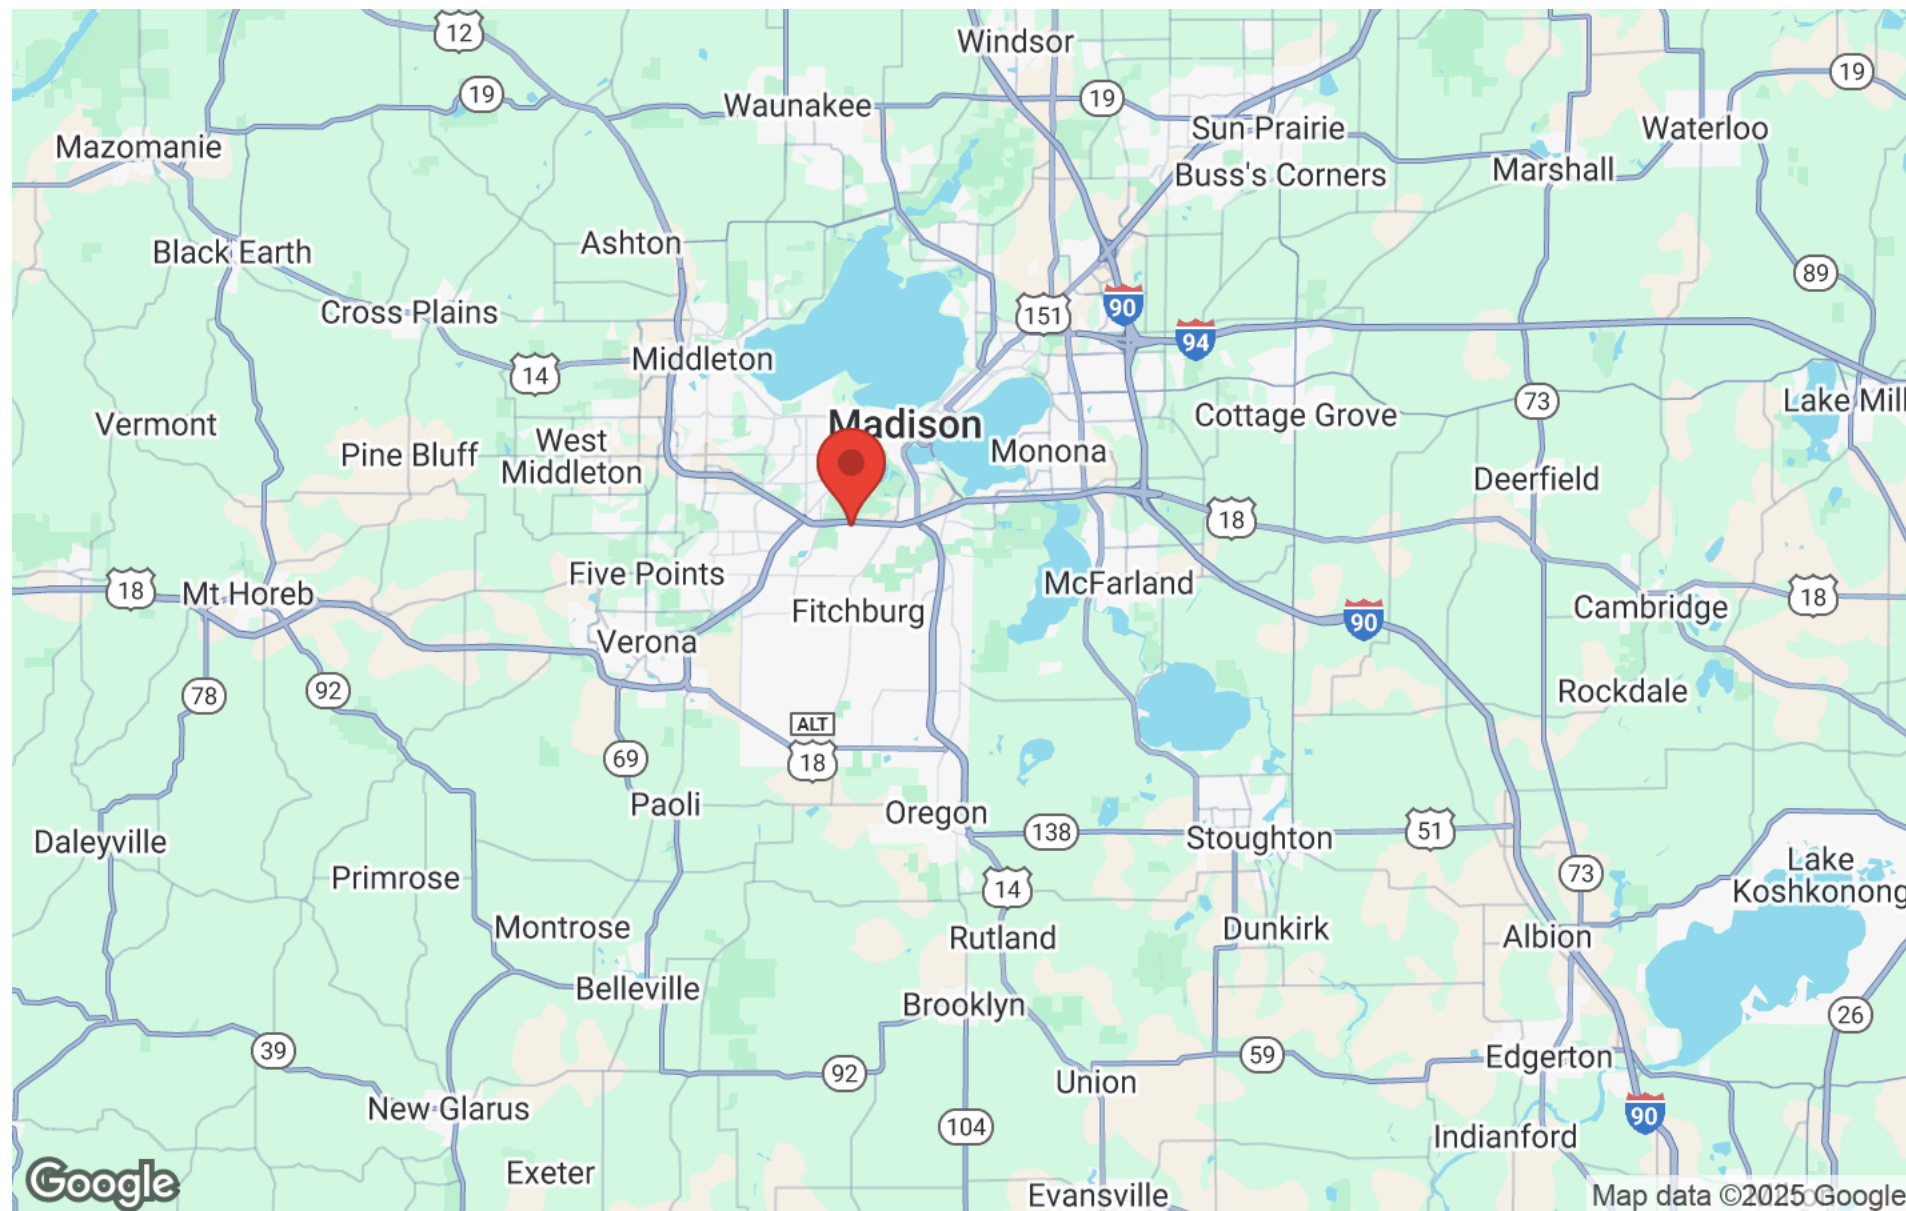 12
Windsor
19
Waunakee
19
Sun Prairie
19
Waterloo
Mazomanie
Buss's Corners
Marshall
Ashton
Black Earth
89
Cross Plains
151
90
94
Middleton
14
73
Lake Mill
Vermont
Madison
Cottage Grove
Pine Bluff
West
Middleton
Monona
Deerfield
18
Five Points
McFarland
18
Mt Horeb
Fitchburg
90
Cambridge
18
Verona
78
92
Rockdale
ALT
18
69
Paoli
Oregon
138
Stoughton
51
Daleyville
Lake
Koshkonong
Primrose
14
73
Montrose
Rutland
Dunkirk
Albion
Belleville
Brooklyn
26
39
92
Union
59
Edgerton
New Glarus
104
90
Indianford
Exeter
Google
Evansville
Map data ©2025 Google